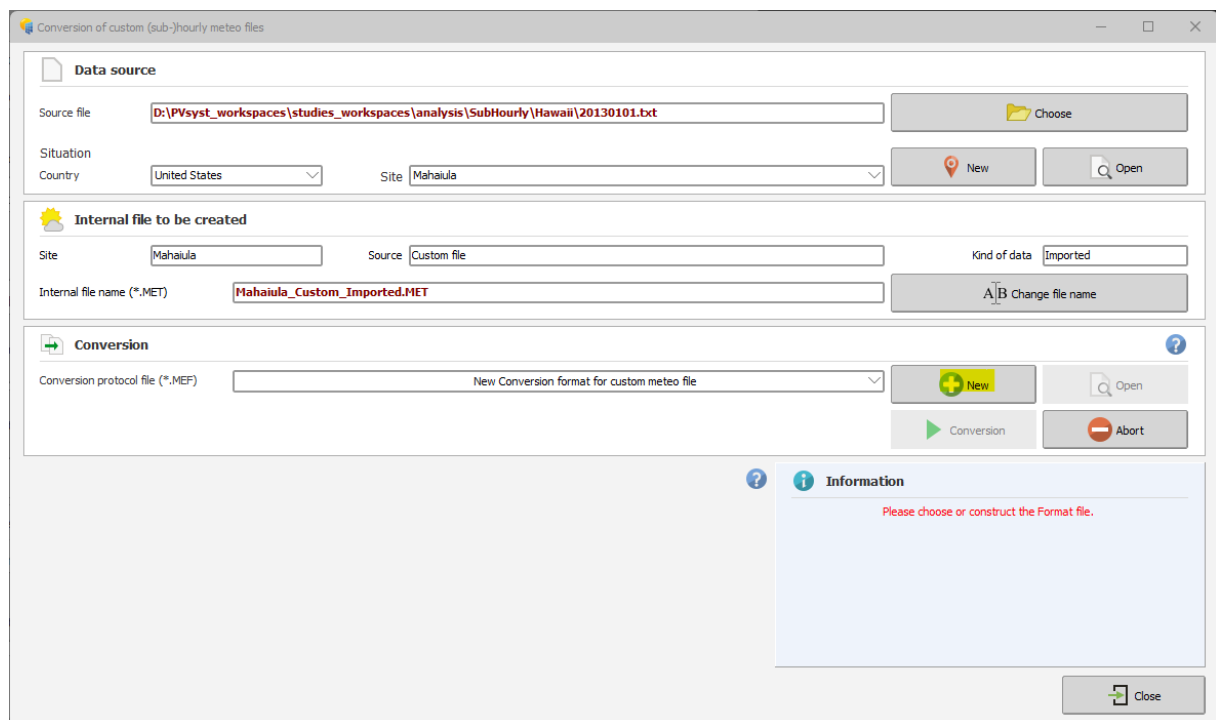 Conversion of custom (sub-)hourly meteo files
Data source
Source file D:\PVsyst_workspaces\studies_workspaces\analysis\SubHourly\Hawaii\20130101.txt Choose
Situation
Country United States Site Mahaiula New Open
Internal file to be created
Site Mahaiula Source Custom file Kind of data Imported
Internal file name (*.MET) Mahaiula_Custom_Imported.MET A B Change file name
Conversion ?
Conversion protocol file (*.MEF) New Conversion format for custom meteo file New Open
Conversion Abort
? i Information
Please choose or construct the Format file.
Close